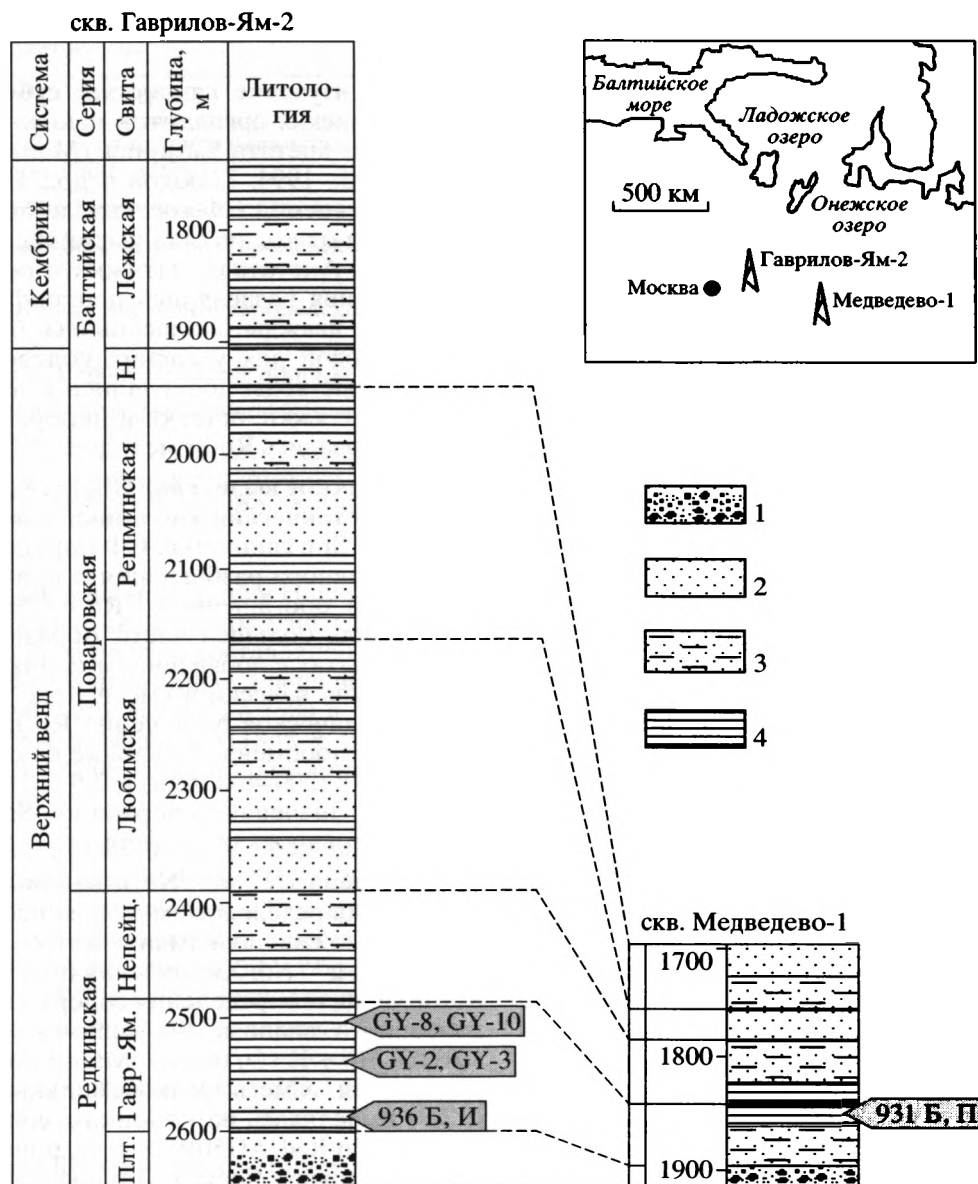 скв. Гаврилов-Ям-2
Система
Серия
Свита
Глубина,
м
Литоло-
гия
Кембрий
Балтийская
Лежская
Н.
Верхний венд
Поваровская
Решминская
Любимская
Редкинская
Непейц.
Гавр.-Ям.
Плт.
1800
1900
2000
2100
2200
2300
2400
2500
2600
GY-8, GY-10
GY-2, GY-3
936 Б, И
Балтийское
море
Ладожское
озеро
500 км
Онежское
озеро
Гаврилов-Ям-2
Москва
Медведево-1
1
2
3
4
скв. Медведево-1
1700
1800
1900
931 Б, П